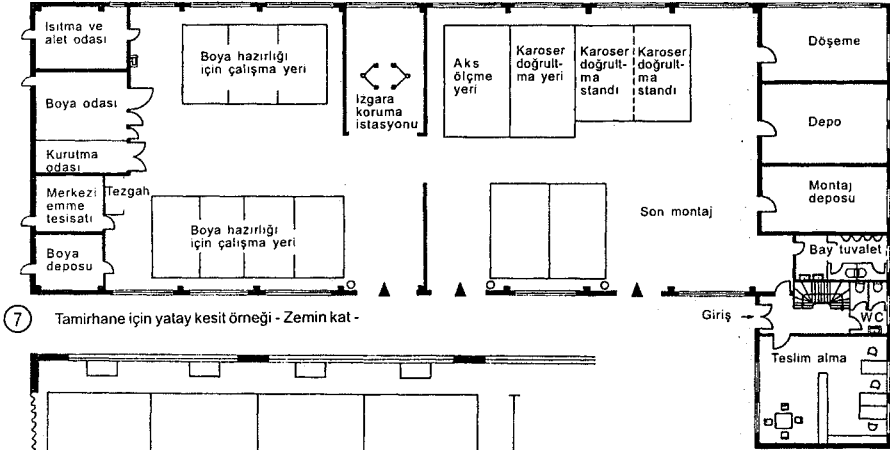 Isıtma ve
alet odası
Boya hazırlığı
için çalışma yeri
Izgara
koruma
istasyonu
Aks
ölçme
yeri
Karoser
doğrult-
ma yeri
Karoser
doğrult-
ma
standı
Karoser
doğrult-
ma
standı
Döşeme
Boya odası
Depo
Kurutma
odası
Merkezi
emme
tesisatı
Tezgah
Montaj
deposu
Boya hazırlığı
için çalışma yeri
Son montaj
Boya
deposu
Bay tuvalet
7 Tamirhane için yatay kesit örneği - Zemin kat -
Giriş
WC
Teslim alma